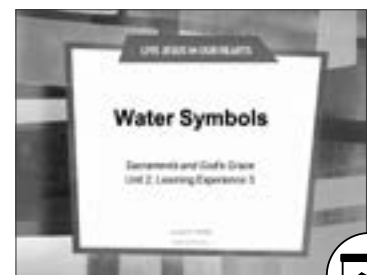 LIVE JESUS IN OUR HEARTS
Water Symbols
Sacraments and God's Grace
Unit 2, Learning Experience 3